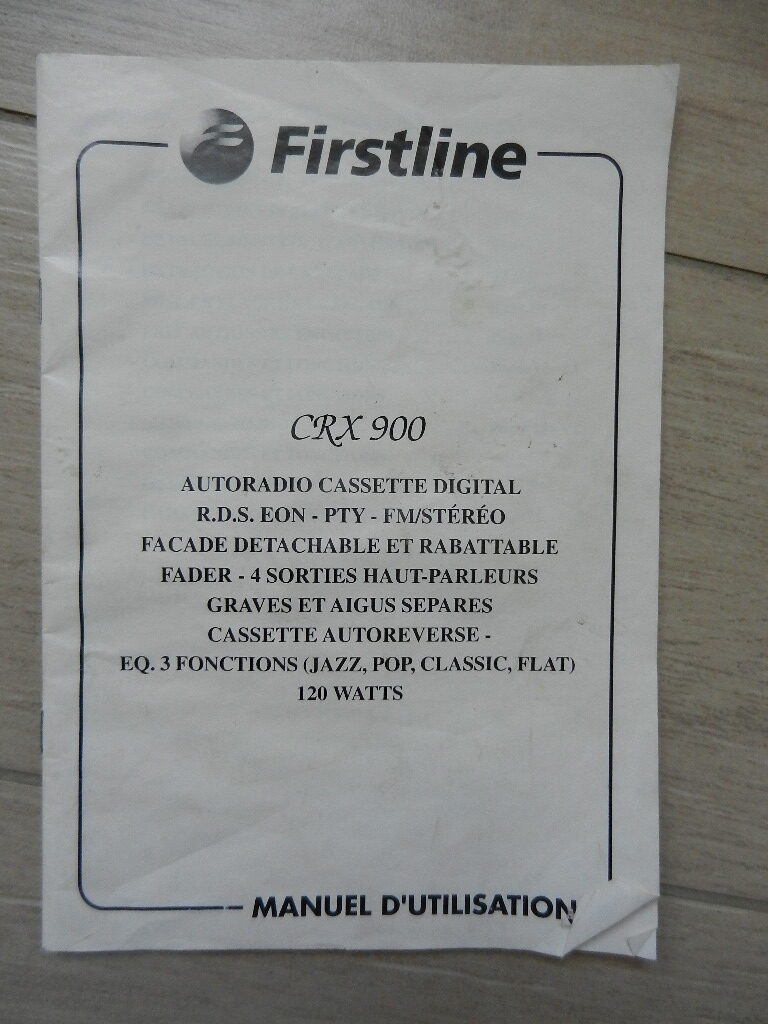 Firstline
CRX 900
AUTORADIO CASSETTE DIGITAL
R.D.S. EON - PTY - FM/STÉRÉO
FACADE DETACHABLE ET RABATTABLE
FADER - 4 SORTIES HAUT-PARLEURS
GRAVES ET AIGUS SEPARES
CASSETTE AUTOREVERSE -
EQ. 3 FONCTIONS (JAZZ, POP, CLASSIC, FLAT)
120 WATTS
MANUEL D'UTILISATION